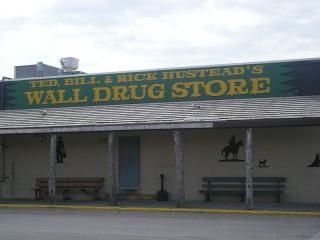 TED, BILL & RICK HUSTEAD'S
WALL DRUG STORE